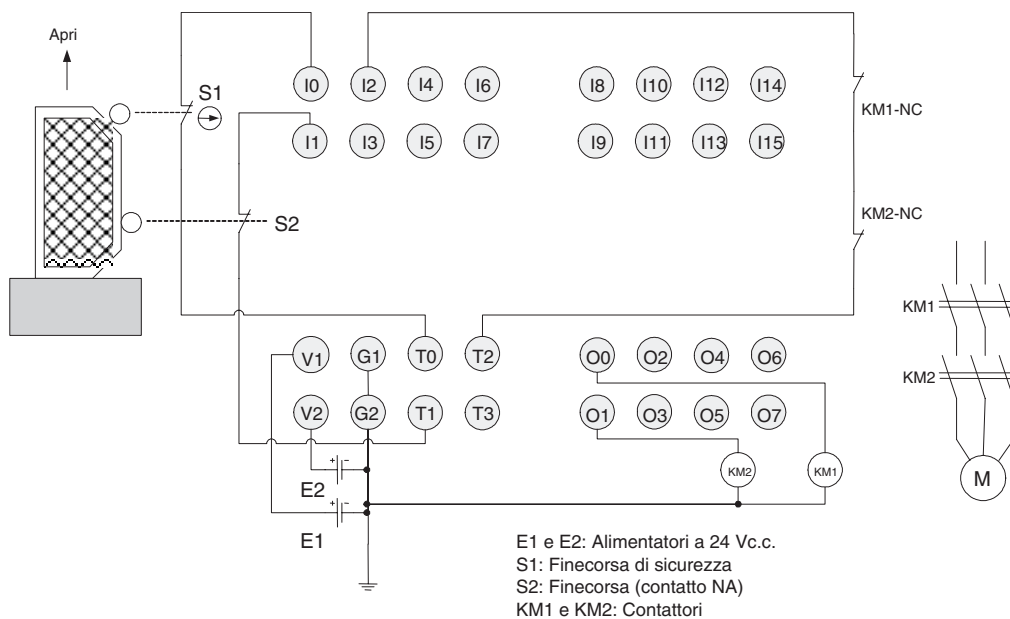 Apri
S1
I0 I2 I4 I6 I8 I10 I12 I14
KM1-NC
I1 I3 I5 I7 I9 I11 I13 I15
S2
KM2-NC
KM1
V1 G1 T0 T2 O0 O2 O4 O6
KM2
V2 G2 T1 T3 O1 O3 O5 O7
+ -
E2
KM2
KM1
M
+ -
E1
E1 e E2: Alimentatori a 24 Vc.c.
S1: Finecorsa di sicurezza
S2: Finecorsa (contatto NA)
KM1 e KM2: Contattori